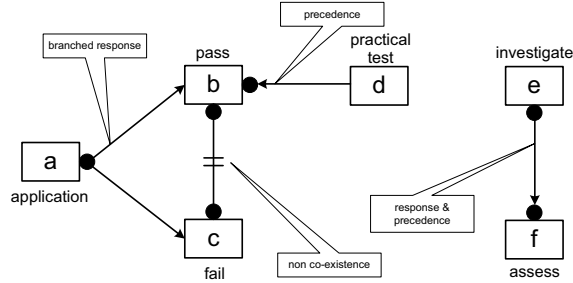 branched response
pass
precedence
practical
test
investigate
b
d
e
a
application
response &
precedence
c
f
fail
non co-existence
assess